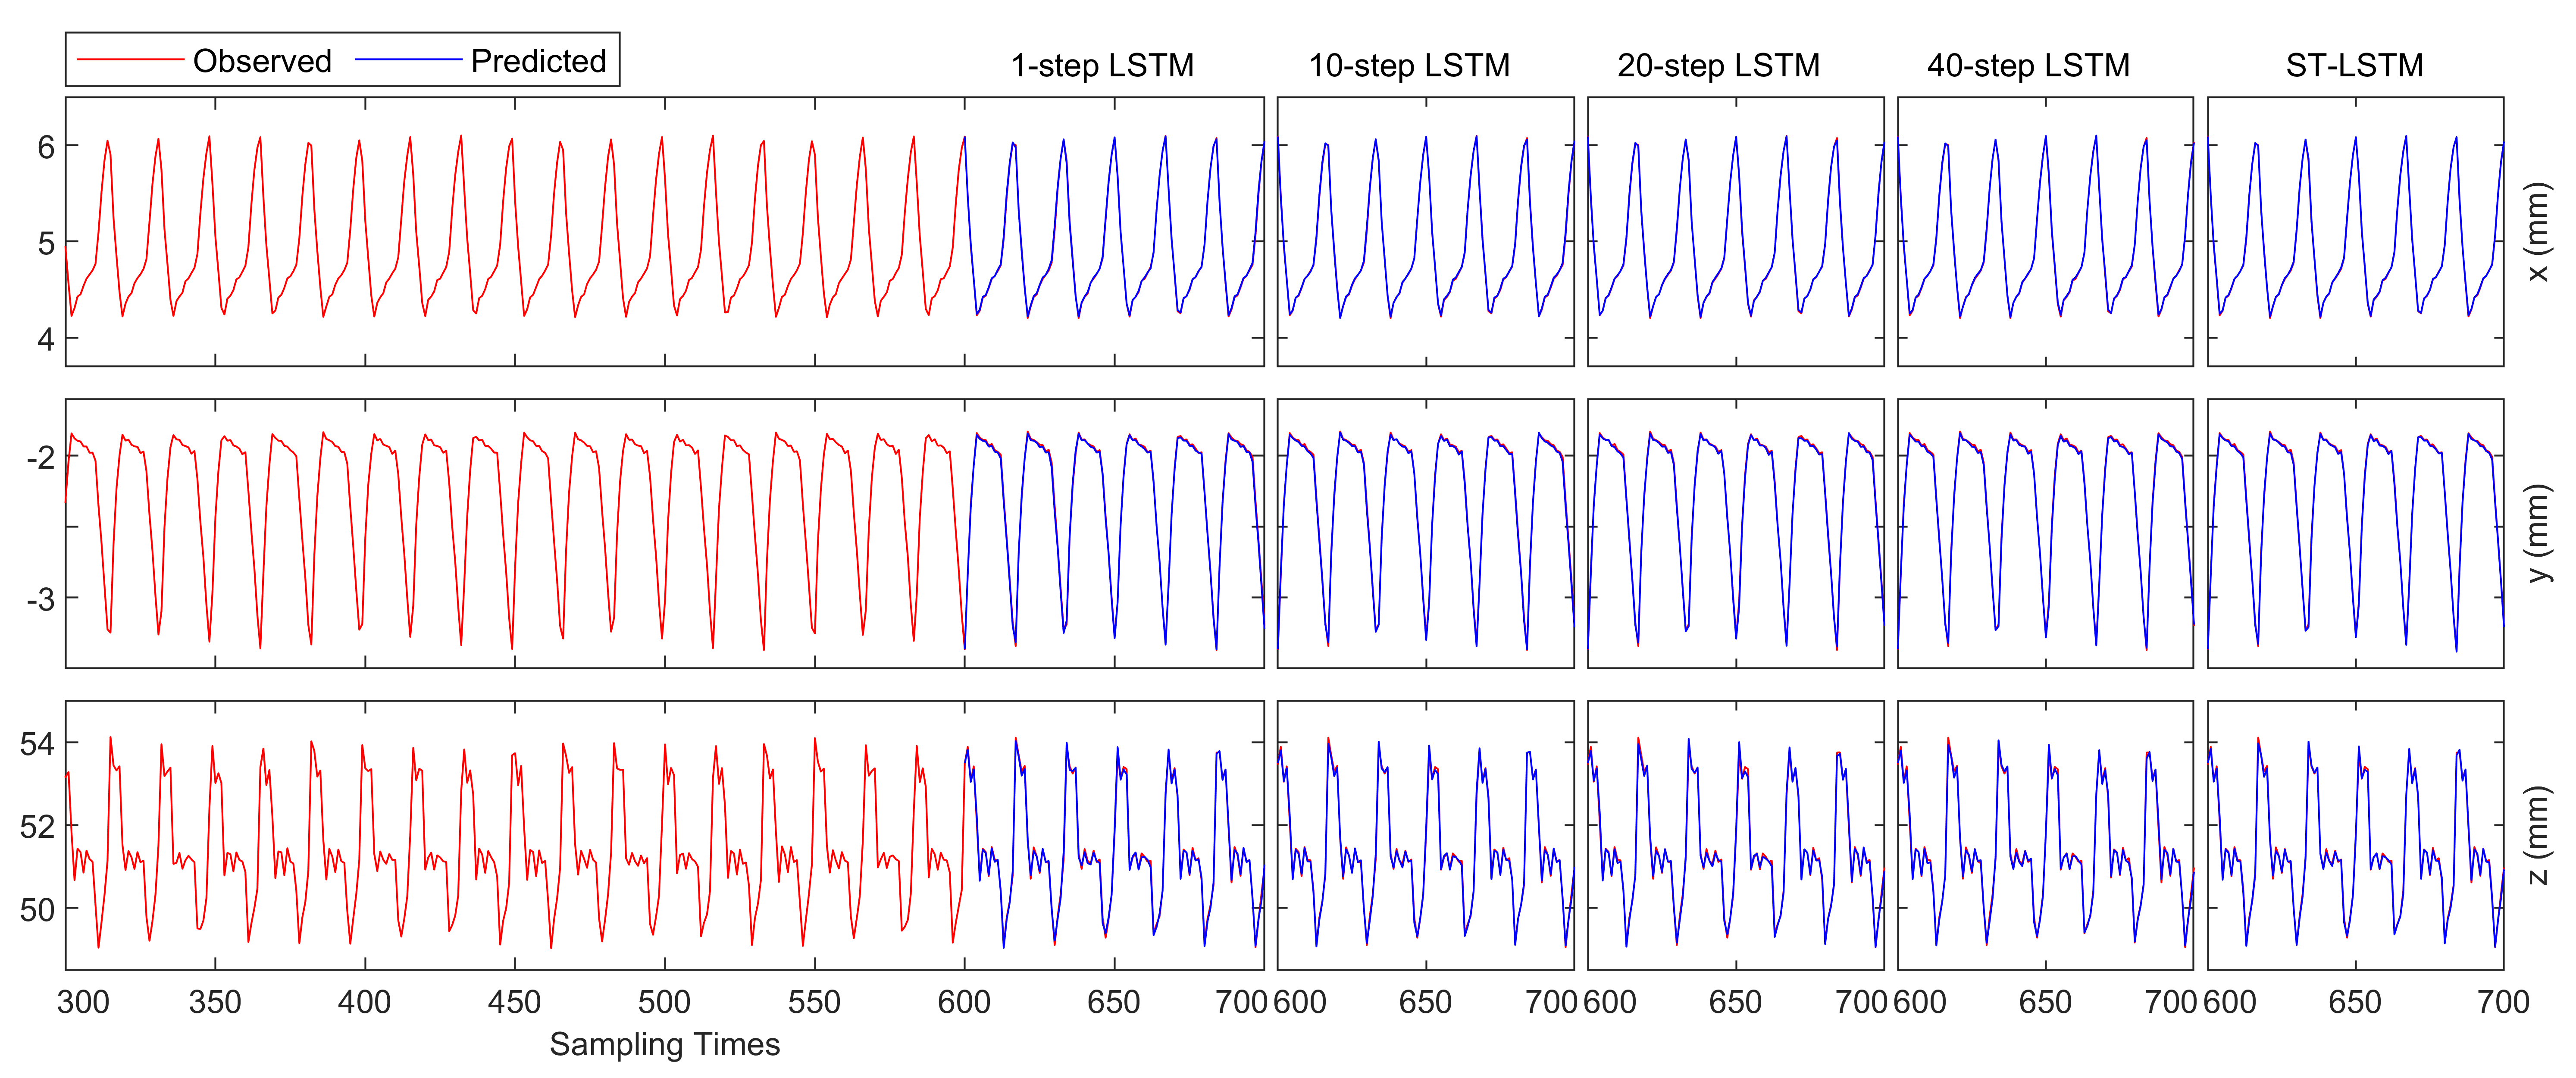 Observed Predicted 1-step LSTM 10-step LSTM 20-step LSTM 40-step LSTM ST-LSTM
6
5
4
x (mm)
-2
-3
y (mm)
54
52
50
z (mm)
300 350 400 450 500 550 600 650 700 600 650 700 600 650 700 600 650 700 600 650 700
Sampling Times